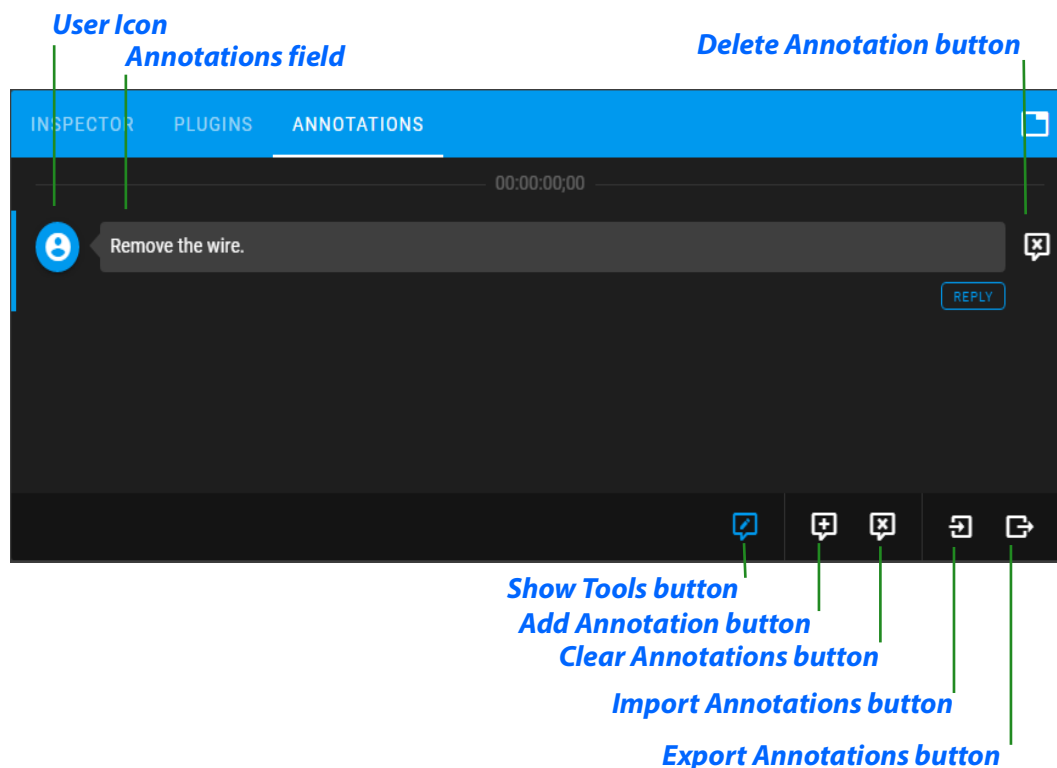 User Icon
Annotations field
Delete Annotation button
INSPECTOR PLUGINS ANNOTATIONS
00:00:00;00
Remove the wire.
REPLY
Show Tools button
Add Annotation button
Clear Annotations button
Import Annotations button
Export Annotations button